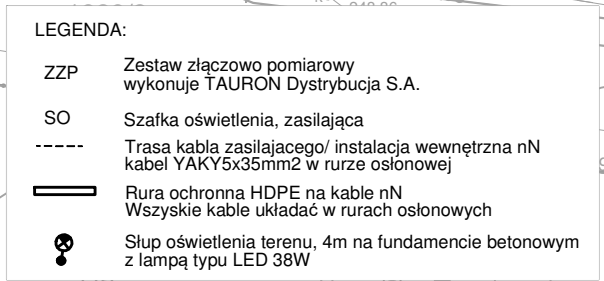 LEGENDA:
ZZP Zestaw złączowo pomiarowy
wykonuje TAURON Dystrybucja S.A.
SO Szafka oświetlenia, zasilająca
Trasa kabla zasilajacego/ instalacja wewnętrzna nN
kabel YAKY5x35mm2 w rurze osłonowej
Rura ochronna HDPE na kable nN
Wszyskie kable układać w rurach osłonowych
Słup oświetlenia terenu, 4m na fundamencie betonowym
z lampą typu LED 38W